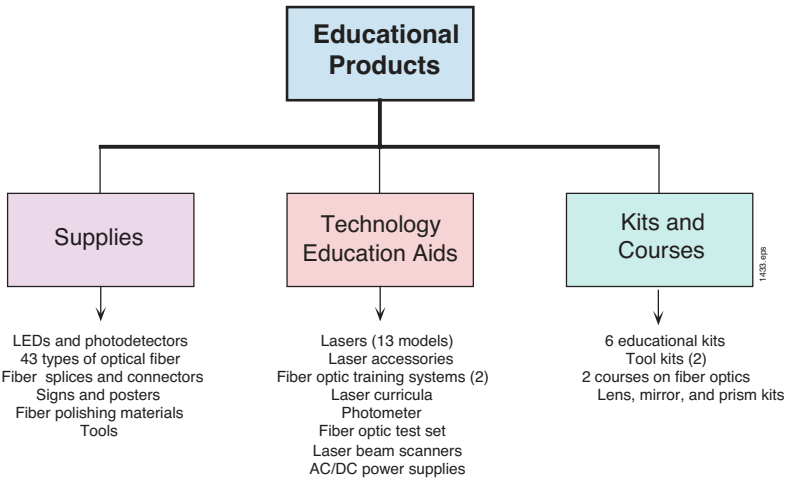 Educational
Products
Supplies
Technology
Education Aids
Kits and
Courses
1433.eps
LEDs and photodetectors
43 types of optical fiber
Fiber splices and connectors
Signs and posters
Fiber polishing materials
Tools
Lasers (13 models)
Laser accessories
Fiber optic training systems (2)
Laser curricula
Photometer
Fiber optic test set
Laser beam scanners
AC/DC power supplies
6 educational kits
Tool kits (2)
2 courses on fiber optics
Lens, mirror, and prism kits